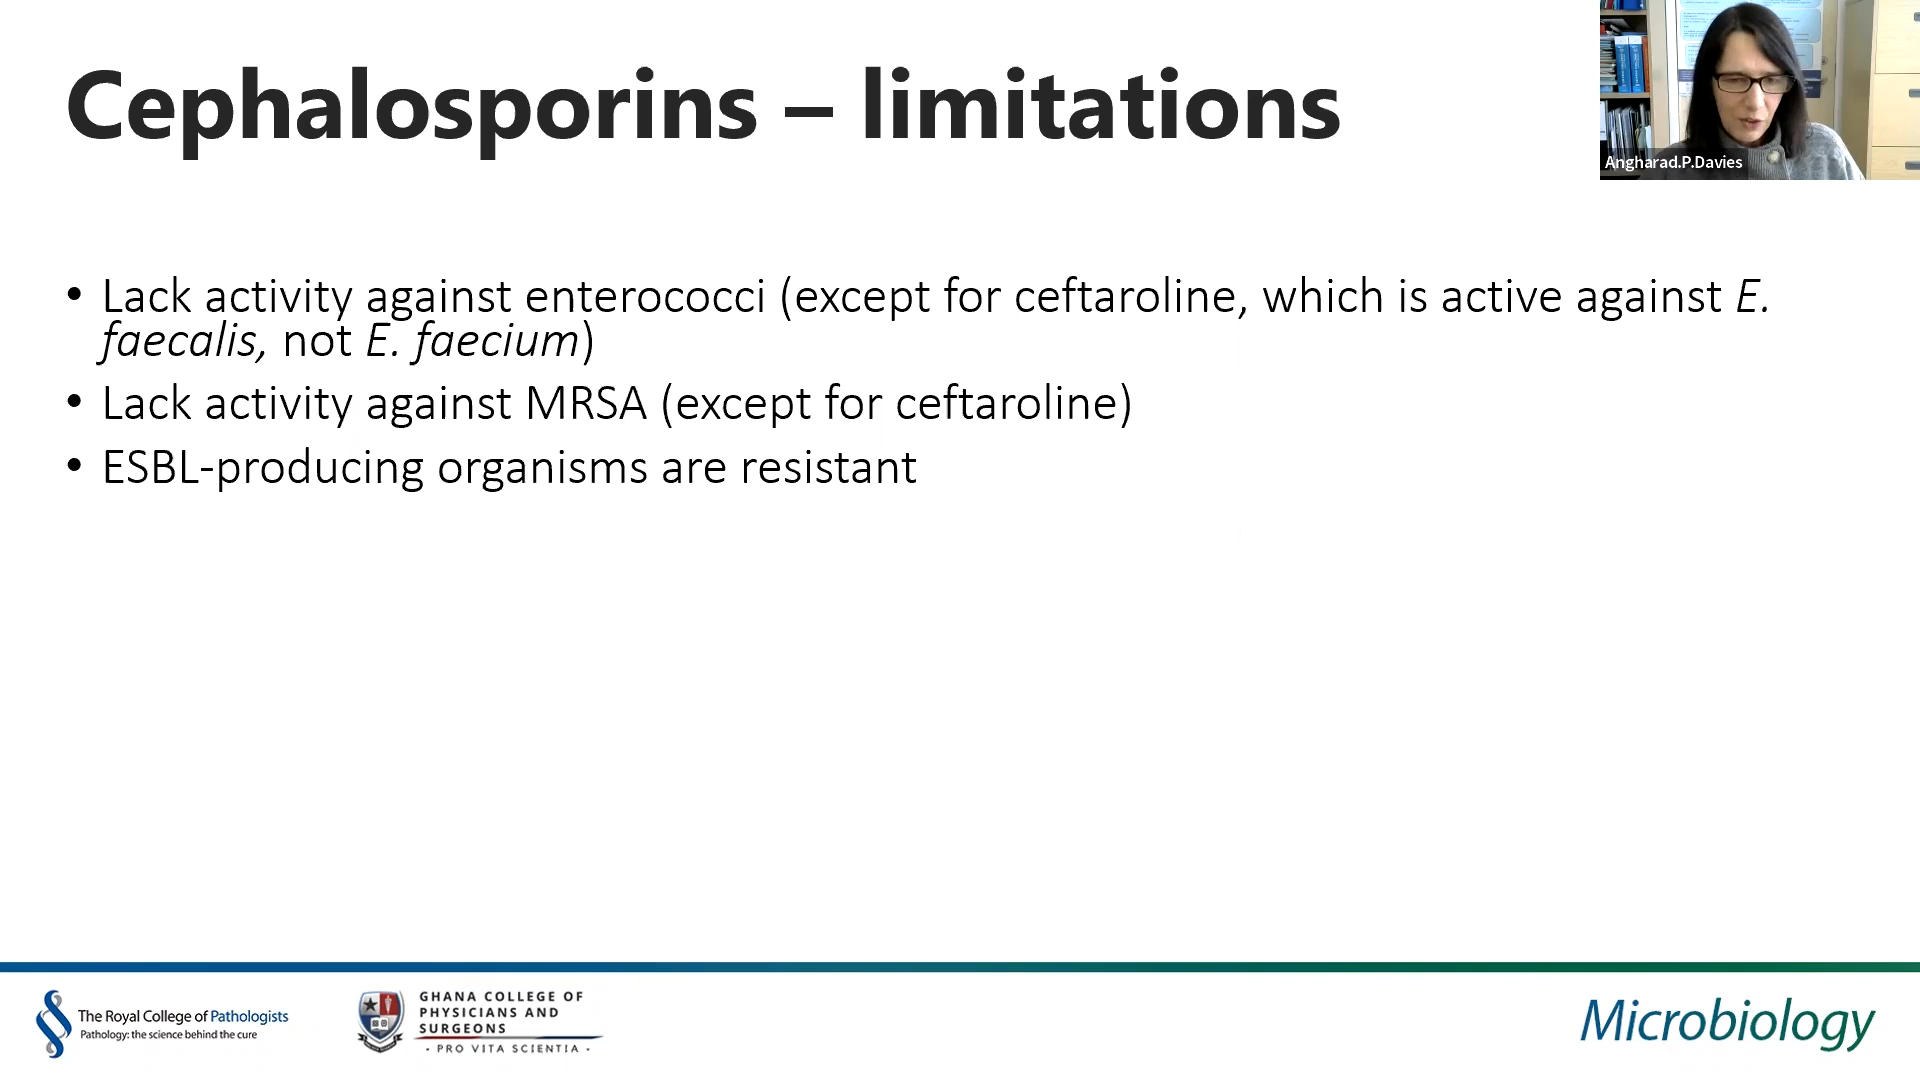 Cephalosporins – limitations
Angharad.P.Davies
• Lack activity against enterococci (except for ceftaroline, which is active against E.
faecalis, not E. faecium)
• Lack activity against MRSA (except for ceftaroline)
• ESBL-producing organisms are resistant
The Royal College of Pathologists
Pathology: the science behind the cure
GHANA COLLEGE OF
PHYSICIANS AND
SURGEONS
- PRO VITA SCIENTIA -
Microbiology